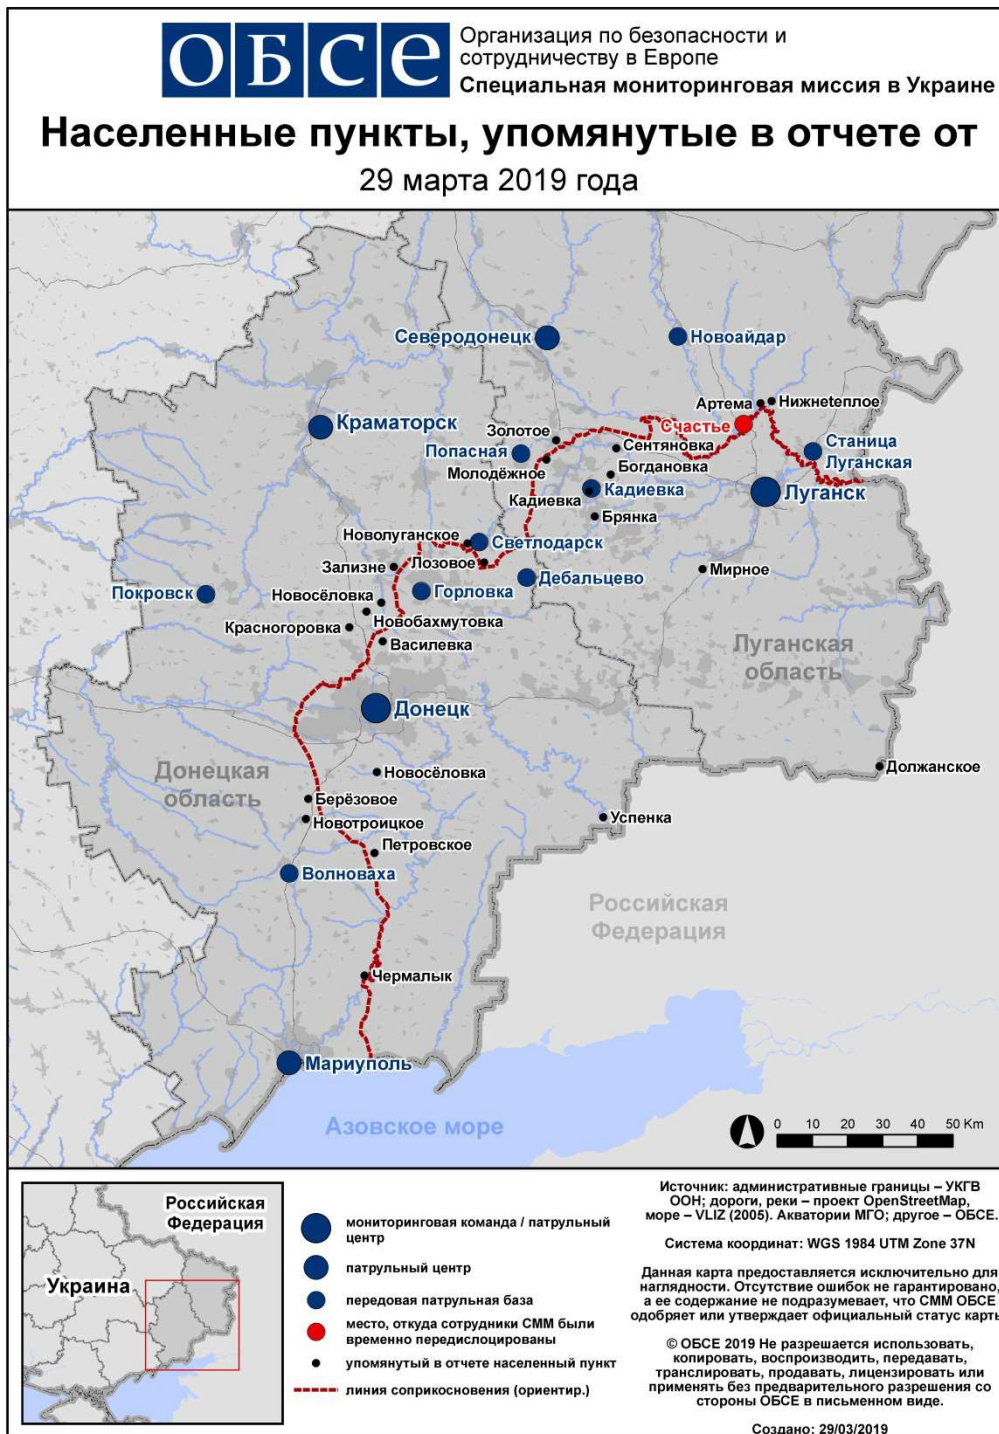 ОБСЕ
Организация по безопасности и
сотрудничеству в Европе
Специальная мониторинговая миссия в Украине
Населенные пункты, упомянутые в отчете от
29 марта 2019 года
Северодонецк
Новоайдар
Артема
Нижнетеплое
Краматорск
Счастье
Золотое
Сентяновка
Станица
Луганская
Попасная
Молодёжное
Богдановка
Кадиевка
Кадиевка
Луганск
Брянка
Новолуганское
Светлодарск
Зализне
Лозовое
Мирное
Дебальцево
Покровск
Новосёловка
Горловка
Новобахмутовка
Красногоровка
Василевка
Луганская
область
Донецк
Донецкая
область
Новосёловка
Должанское
Берёзовое
Новотроицкое
Успенка
Петровское
Волноваха
Российская
Федерация
Чермалык
Мариуполь
Азовское море
0 10 20 30 40 50 Km
Российская
Федерация
Украина
мониторинговая команда / патрульный
центр
патрульный центр
передовая патрульная база
место, откуда сотрудники СММ были
временно передислоцированы
упомянутый в отчете населенный пункт
линия соприкосновения (ориентир.)
Источник: административные границы – УКГВ
ООН; дороги, реки – проект OpenStreetMap,
море – VLIZ (2005). Акватории МГО; другое – ОБСЕ.
Система координат: WGS 1984 UTM Zone 37N
Данная карта предоставляется исключительно для
наглядности. Отсутствие ошибок не гарантировано,
а ее содержание не подразумевает, что СММ ОБСЕ
одобряет или утверждает официальный статус карты
© ОБСЕ 2019 Не разрешается использовать,
копировать, воспроизводить, передавать,
транслировать, продавать, лицензировать или
применять без предварительного разрешения со
стороны ОБСЕ в письменном виде.
Создано: 29/03/2019